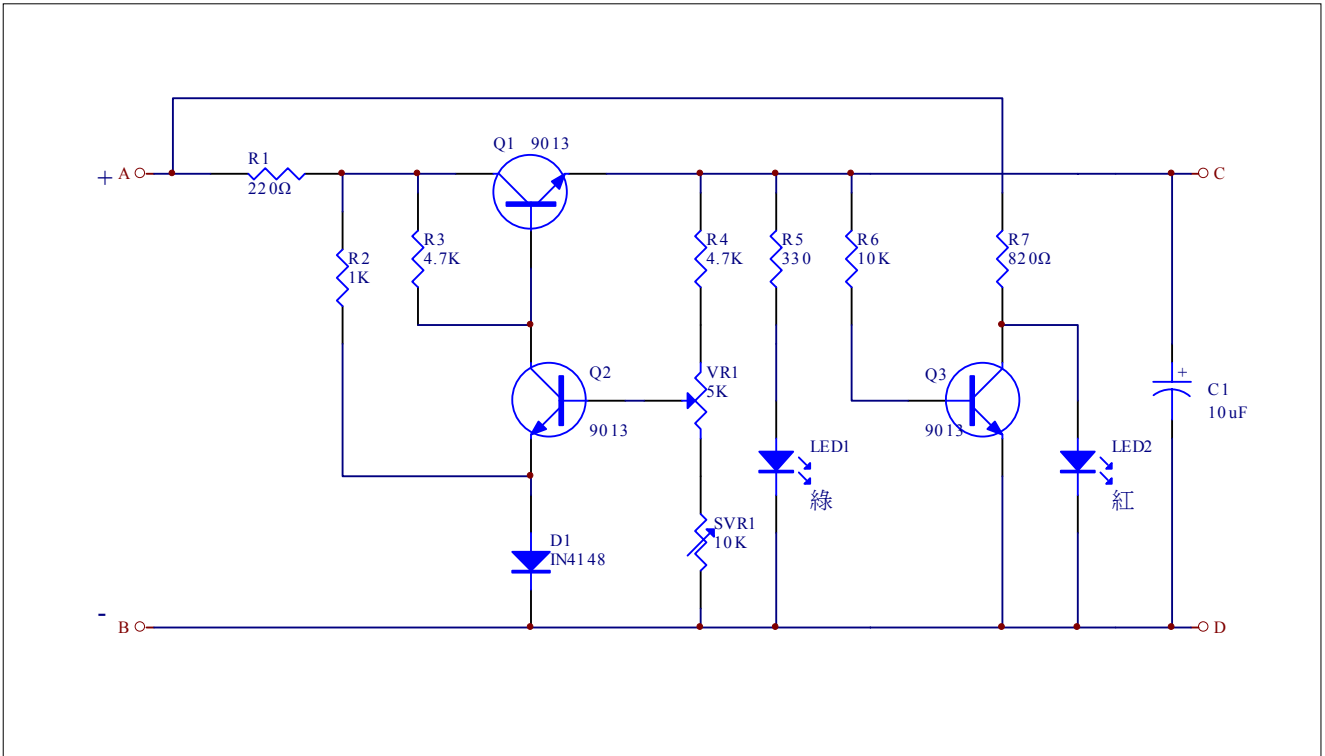 Q1 9013
+ A
R1
220Ω
C
R2
1K
R3
4.7K
R4
4.7K
R5
330
R6
10K
R7
820Ω
Q2
9013
VR1
5K
Q3
9013
+
C1
10uF
LED1
綠
LED2
紅
D1
IN4148
SVR1
10K
-
B
D